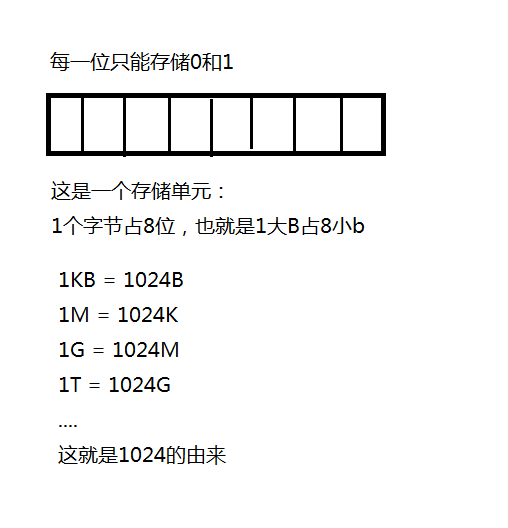 每一位只能存储0和1
这是一个存储单元：
1个字节占8位，也就是1大B占8小b
1KB = 1024B
1M = 1024K
1G = 1024M
1T = 1024G
....
这就是1024的由来